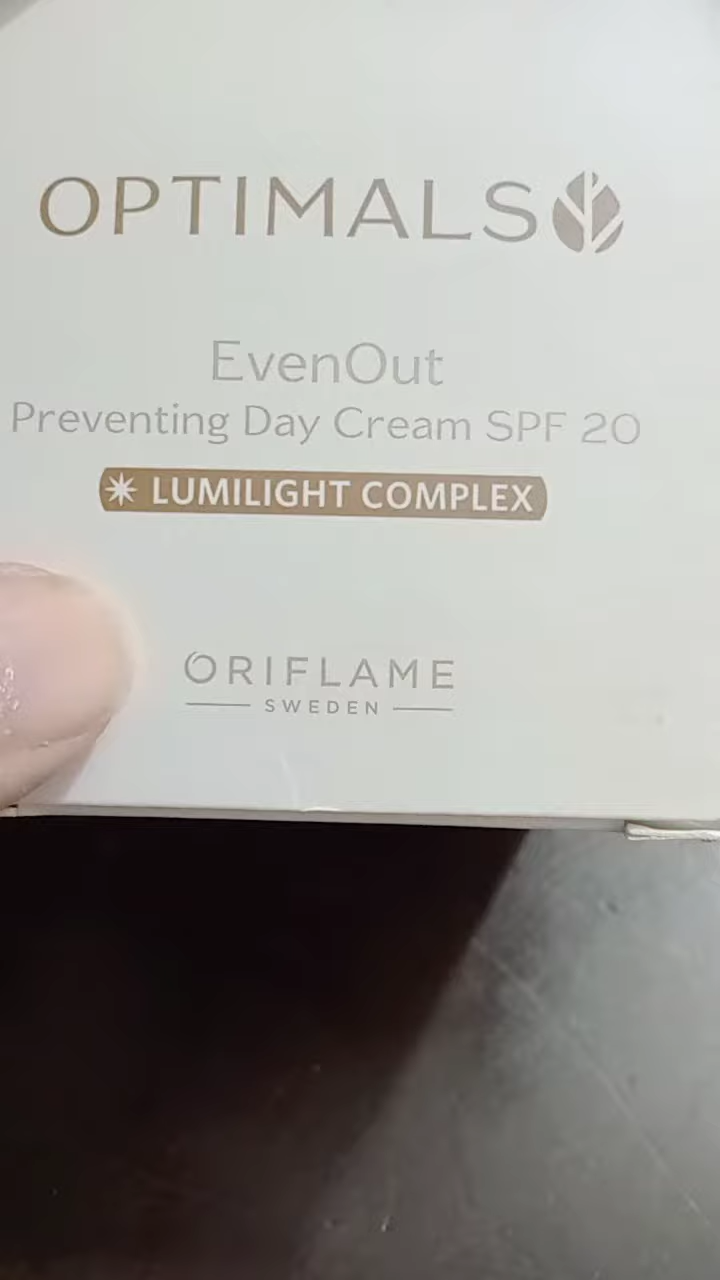 OPTIMALS
EvenOut
Preventing Day Cream SPF 20
LUMILIGHT COMPLEX
ORIFLAME
SWEDEN